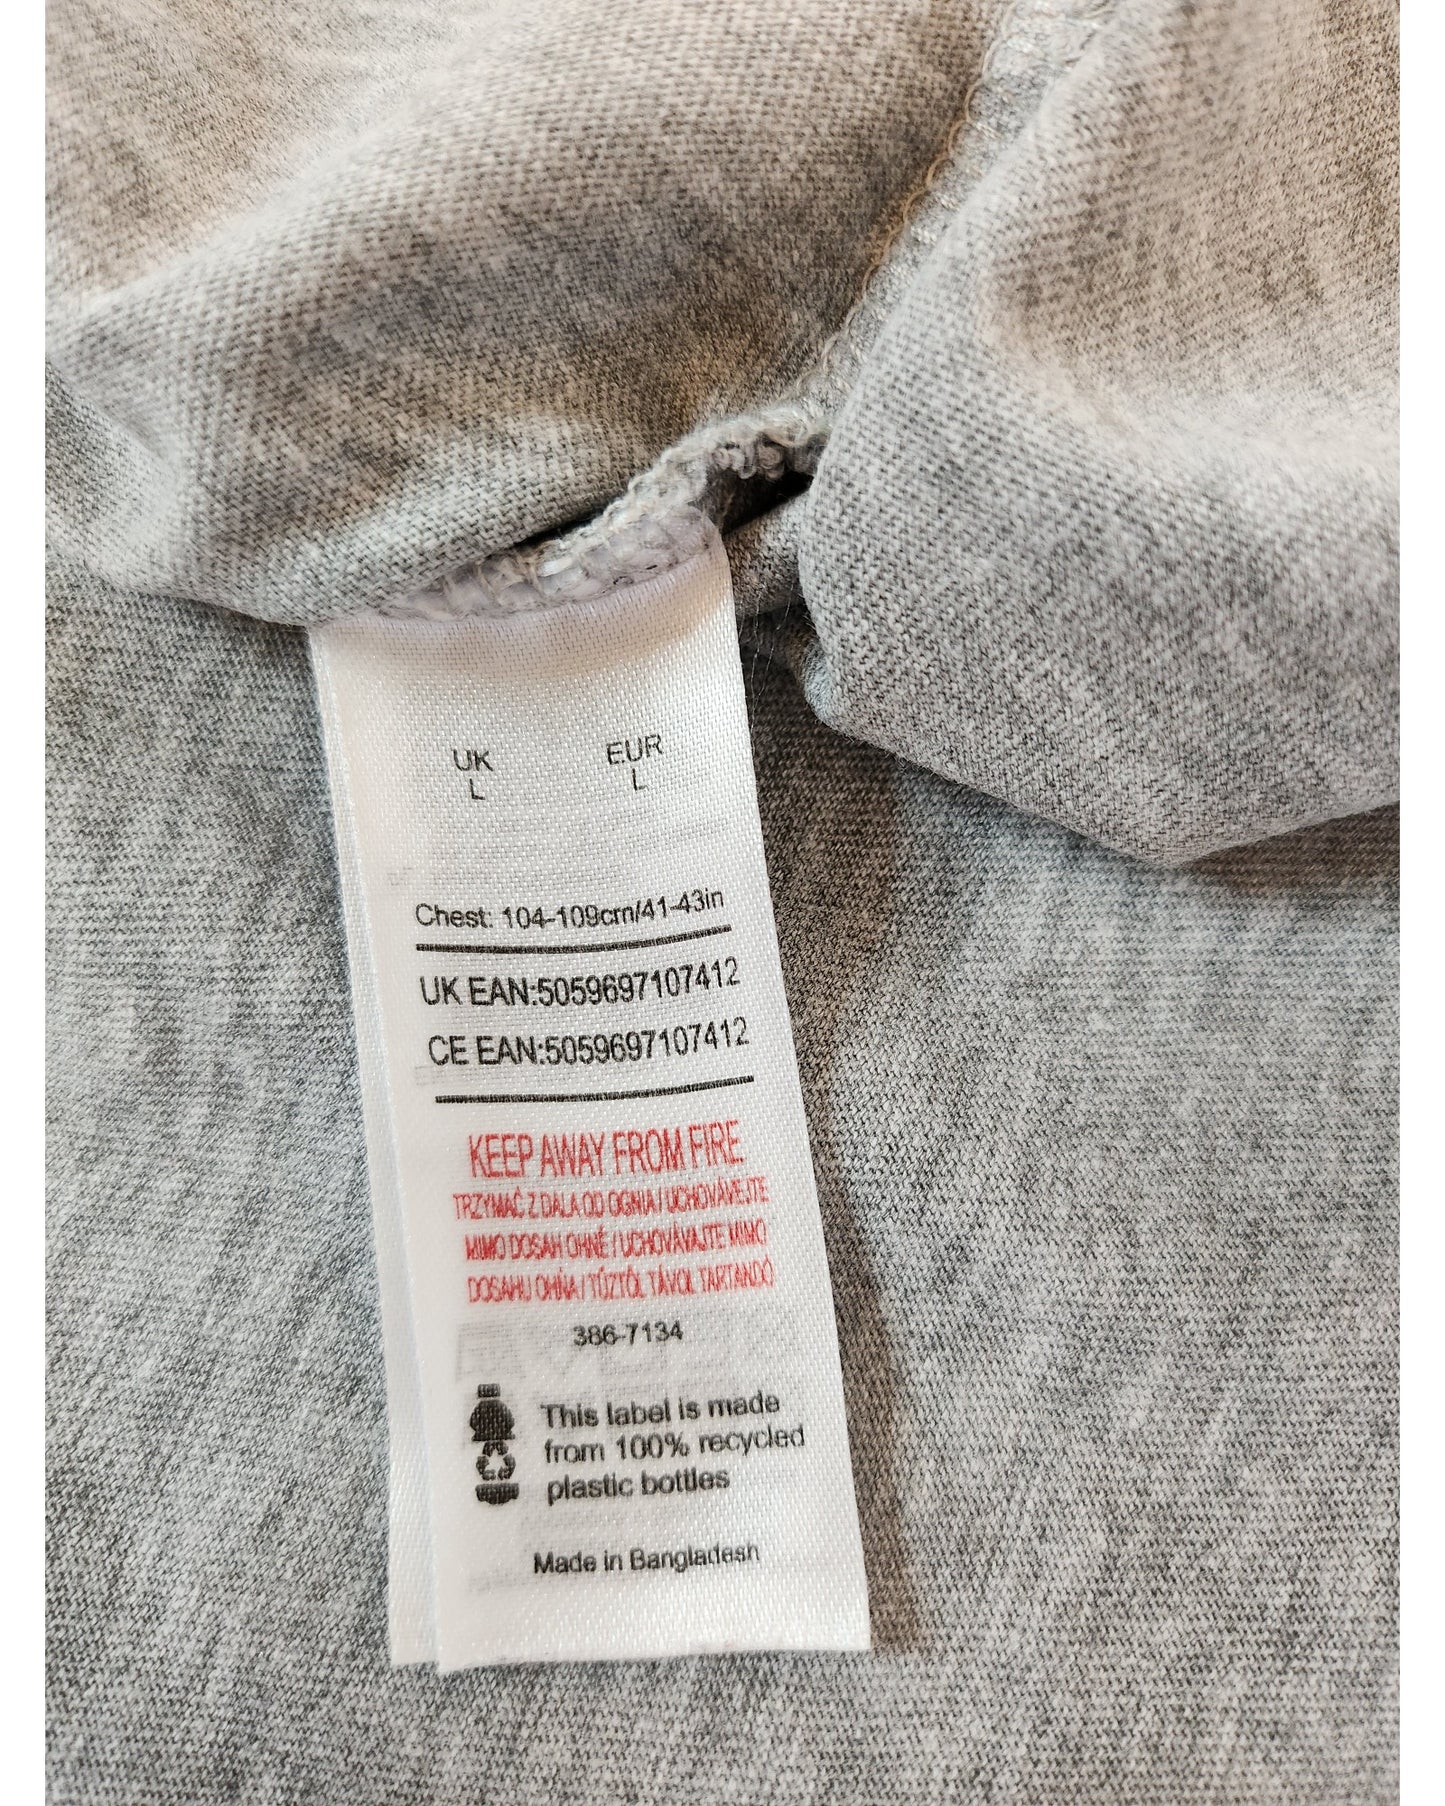 UK EUR
L L
Chest: 104-109cm/41-43in
UK EAN:5059697107412
CE EAN:5059697107412
KEEP AWAY FROM FIRE
TRZYMAĆ Z DALA OD OGNIA / UCHOVÁVEJTE
MIMO DOSAH OHNĚ / UCHOVÁVAJTE MIMO
DOSAHU OHŇA / TŰZTŐL TÁVOL TARTANDÓ
386-7134
This label is made
from 100% recycled
plastic bottles
Made in Bangladesh